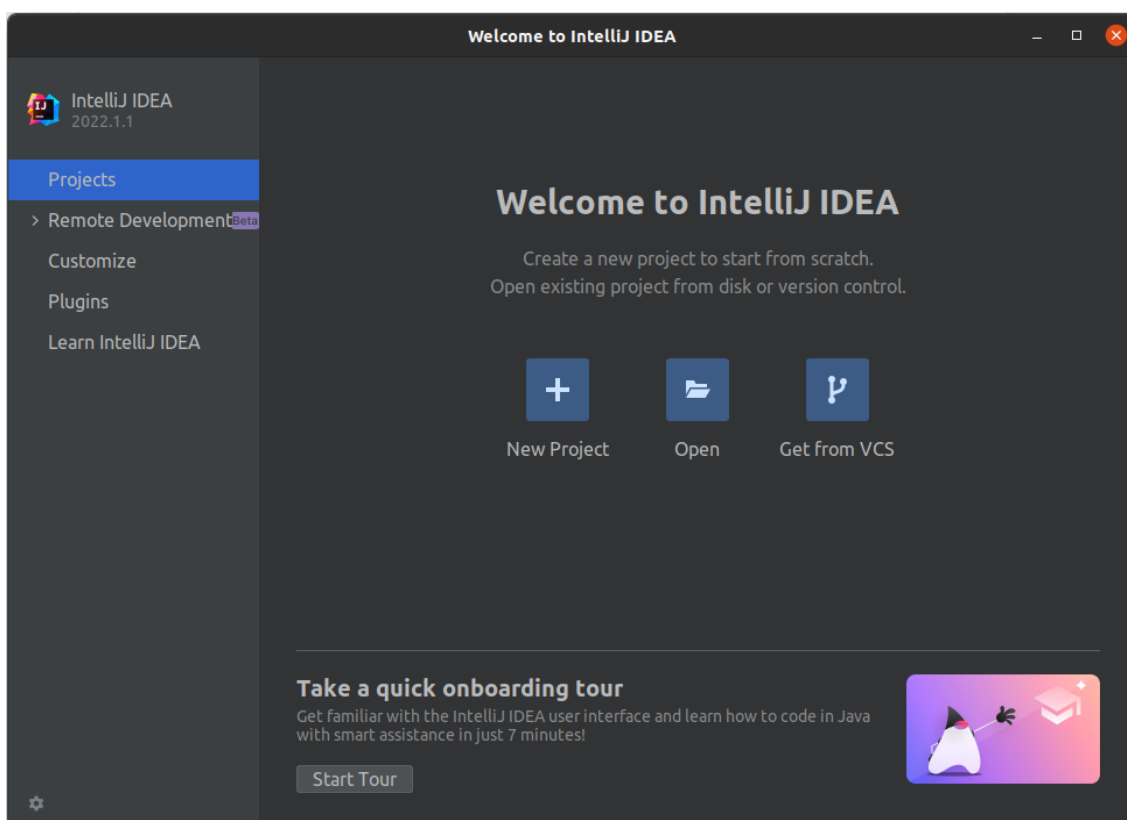 Welcome to IntelliJ IDEA
IJ
IntelliJ IDEA
2022.1.1
Projects
Remote Development Beta
Customize
Plugins
Learn IntelliJ IDEA
Welcome to IntelliJ IDEA
Create a new project to start from scratch.
Open existing project from disk or version control.
New Project
Open
Get from VCS
Take a quick onboarding tour
Get familiar with the IntelliJ IDEA user interface and learn how to code in Java
with smart assistance in just 7 minutes!
Start Tour